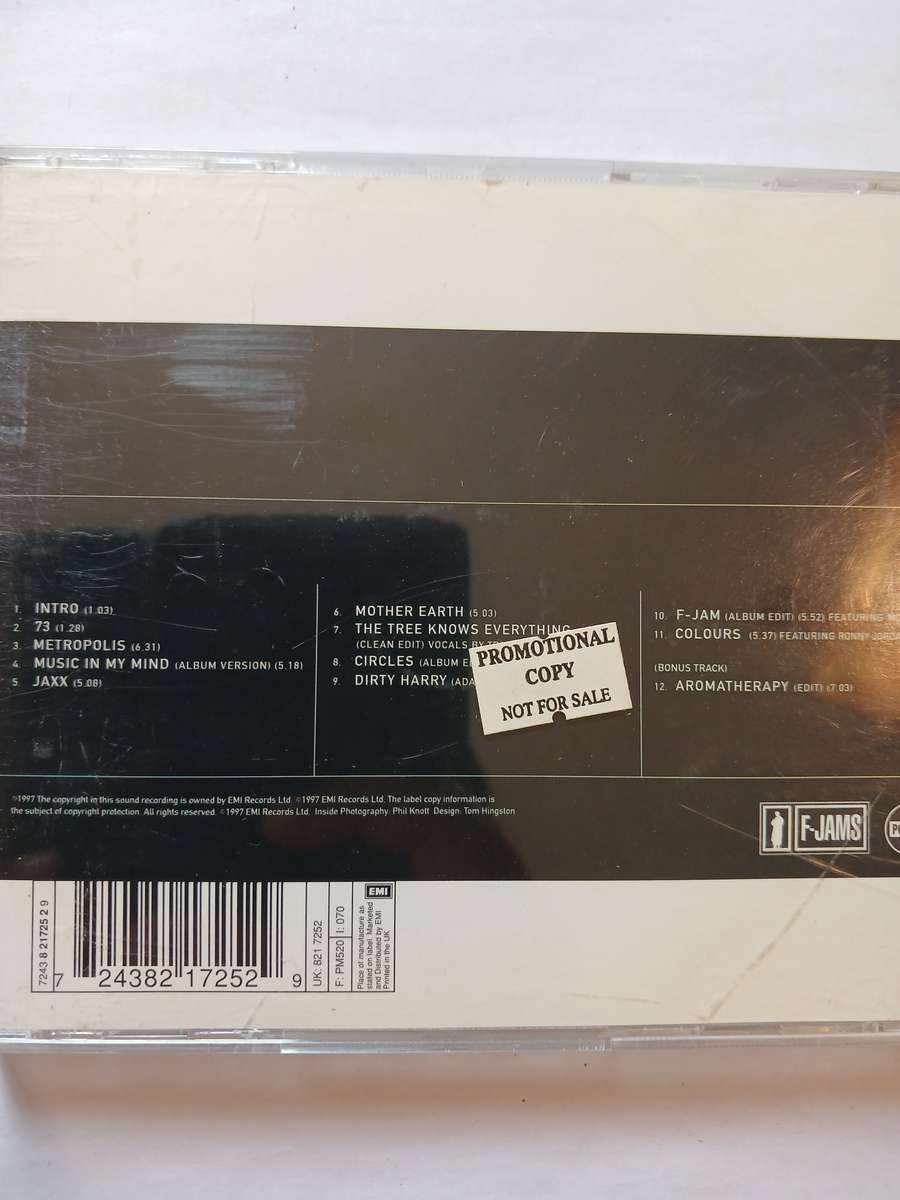 1. INTRO (1.03)
2. 73 (1.28)
3. METROPOLIS (6.31)
4. MUSIC IN MY MIND (ALBUM VERSION) (5.18)
5. JAXX (5.08)
6. MOTHER EARTH (5.03)
7. THE TREE KNOWS EVERYTHING
(CLEAN EDIT) VOCALS BY
8. CIRCLES (ALBUM
9. DIRTY HARRY
PROMOTIONAL
COPY
NOT FOR SALE
10. F-JAM (ALBUM EDIT) (5.52) FEATURING
11. COLOURS (5.37) FEATURING RONNY JORDAN
(BONUS TRACK)
12. AROMATHERAPY (EDIT) (7.03)
℗1997 The copyright in this sound recording is owned by EMI Records Ltd. ©1997 EMI Records Ltd. The label copy information is
the subject of copyright protection. All rights reserved. ©1997 EMI Records Ltd. Inside Photography: Phil Knott. Design: Tom Hingston
F-JAMS
7243 8 21725 2 9
7 24382 17252 9
UK: 821 7252
F: PM520 I: 070
EMI
Place of manufacture as
stated on label. Marketed
and Distributed by EMI
Printed in the UK